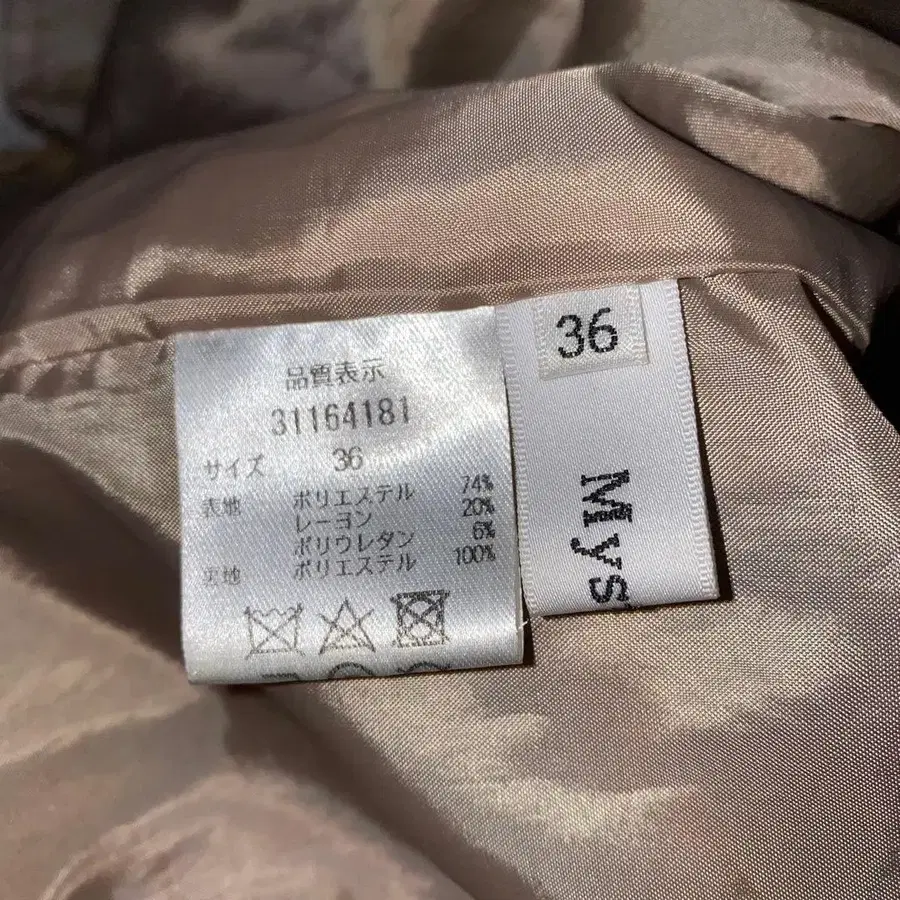 品質表示
31164181
サイズ 36
表地 ポリエステル 74%
レーヨン 20%
ポリウレタン 6%
裏地 ポリエステル 100%
36
Mys